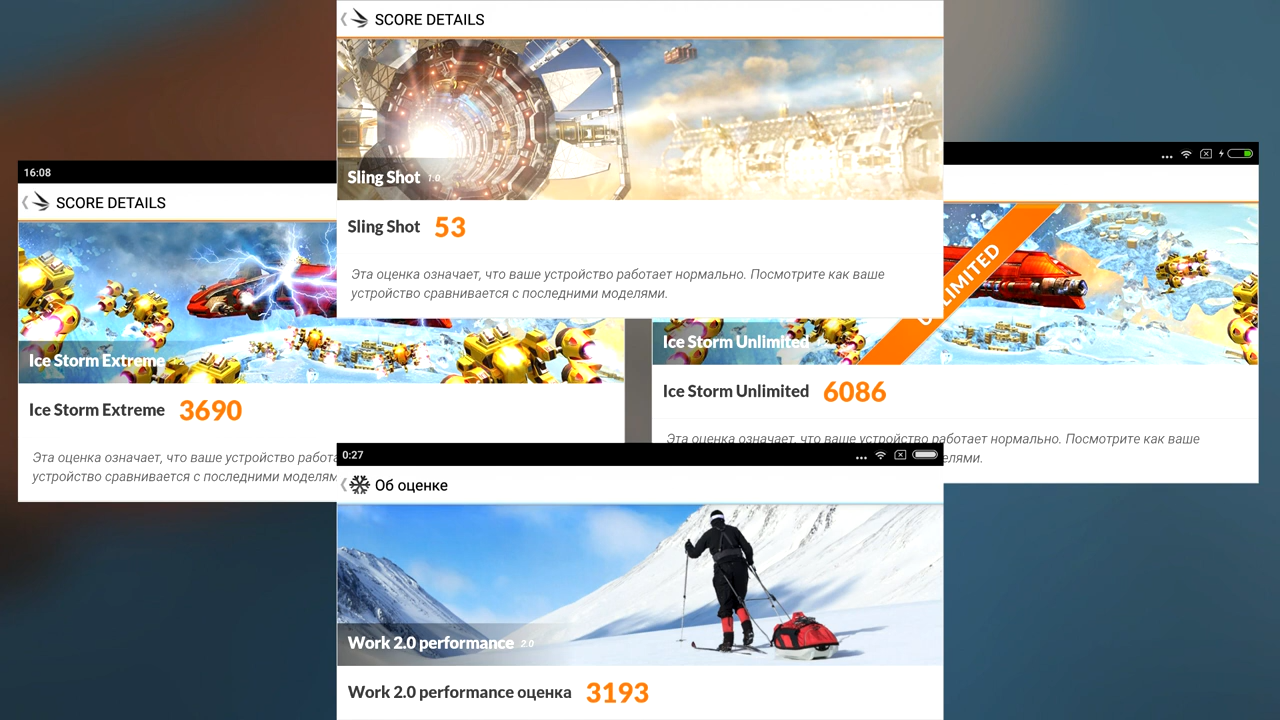 SCORE DETAILS
Sling Shot 1.0
Sling Shot 53
Эта оценка означает, что ваше устройство работает нормально. Посмотрите как ваше
устройство сравнивается с последними моделями.
16:08
SCORE DETAILS
Ice Storm Extreme
Ice Storm Extreme 3690
Эта оценка означает, что ваше устройство
устройство сравнивается с последними
LIMITED
Ice Storm Unlimited
Ice Storm Unlimited 6086
Эта оценка означает, что ваше устройство работает нормально. Посмотрите как ваше
0:27
Об оценке
Work 2.0 performance 2.0
Work 2.0 performance оценка 3193